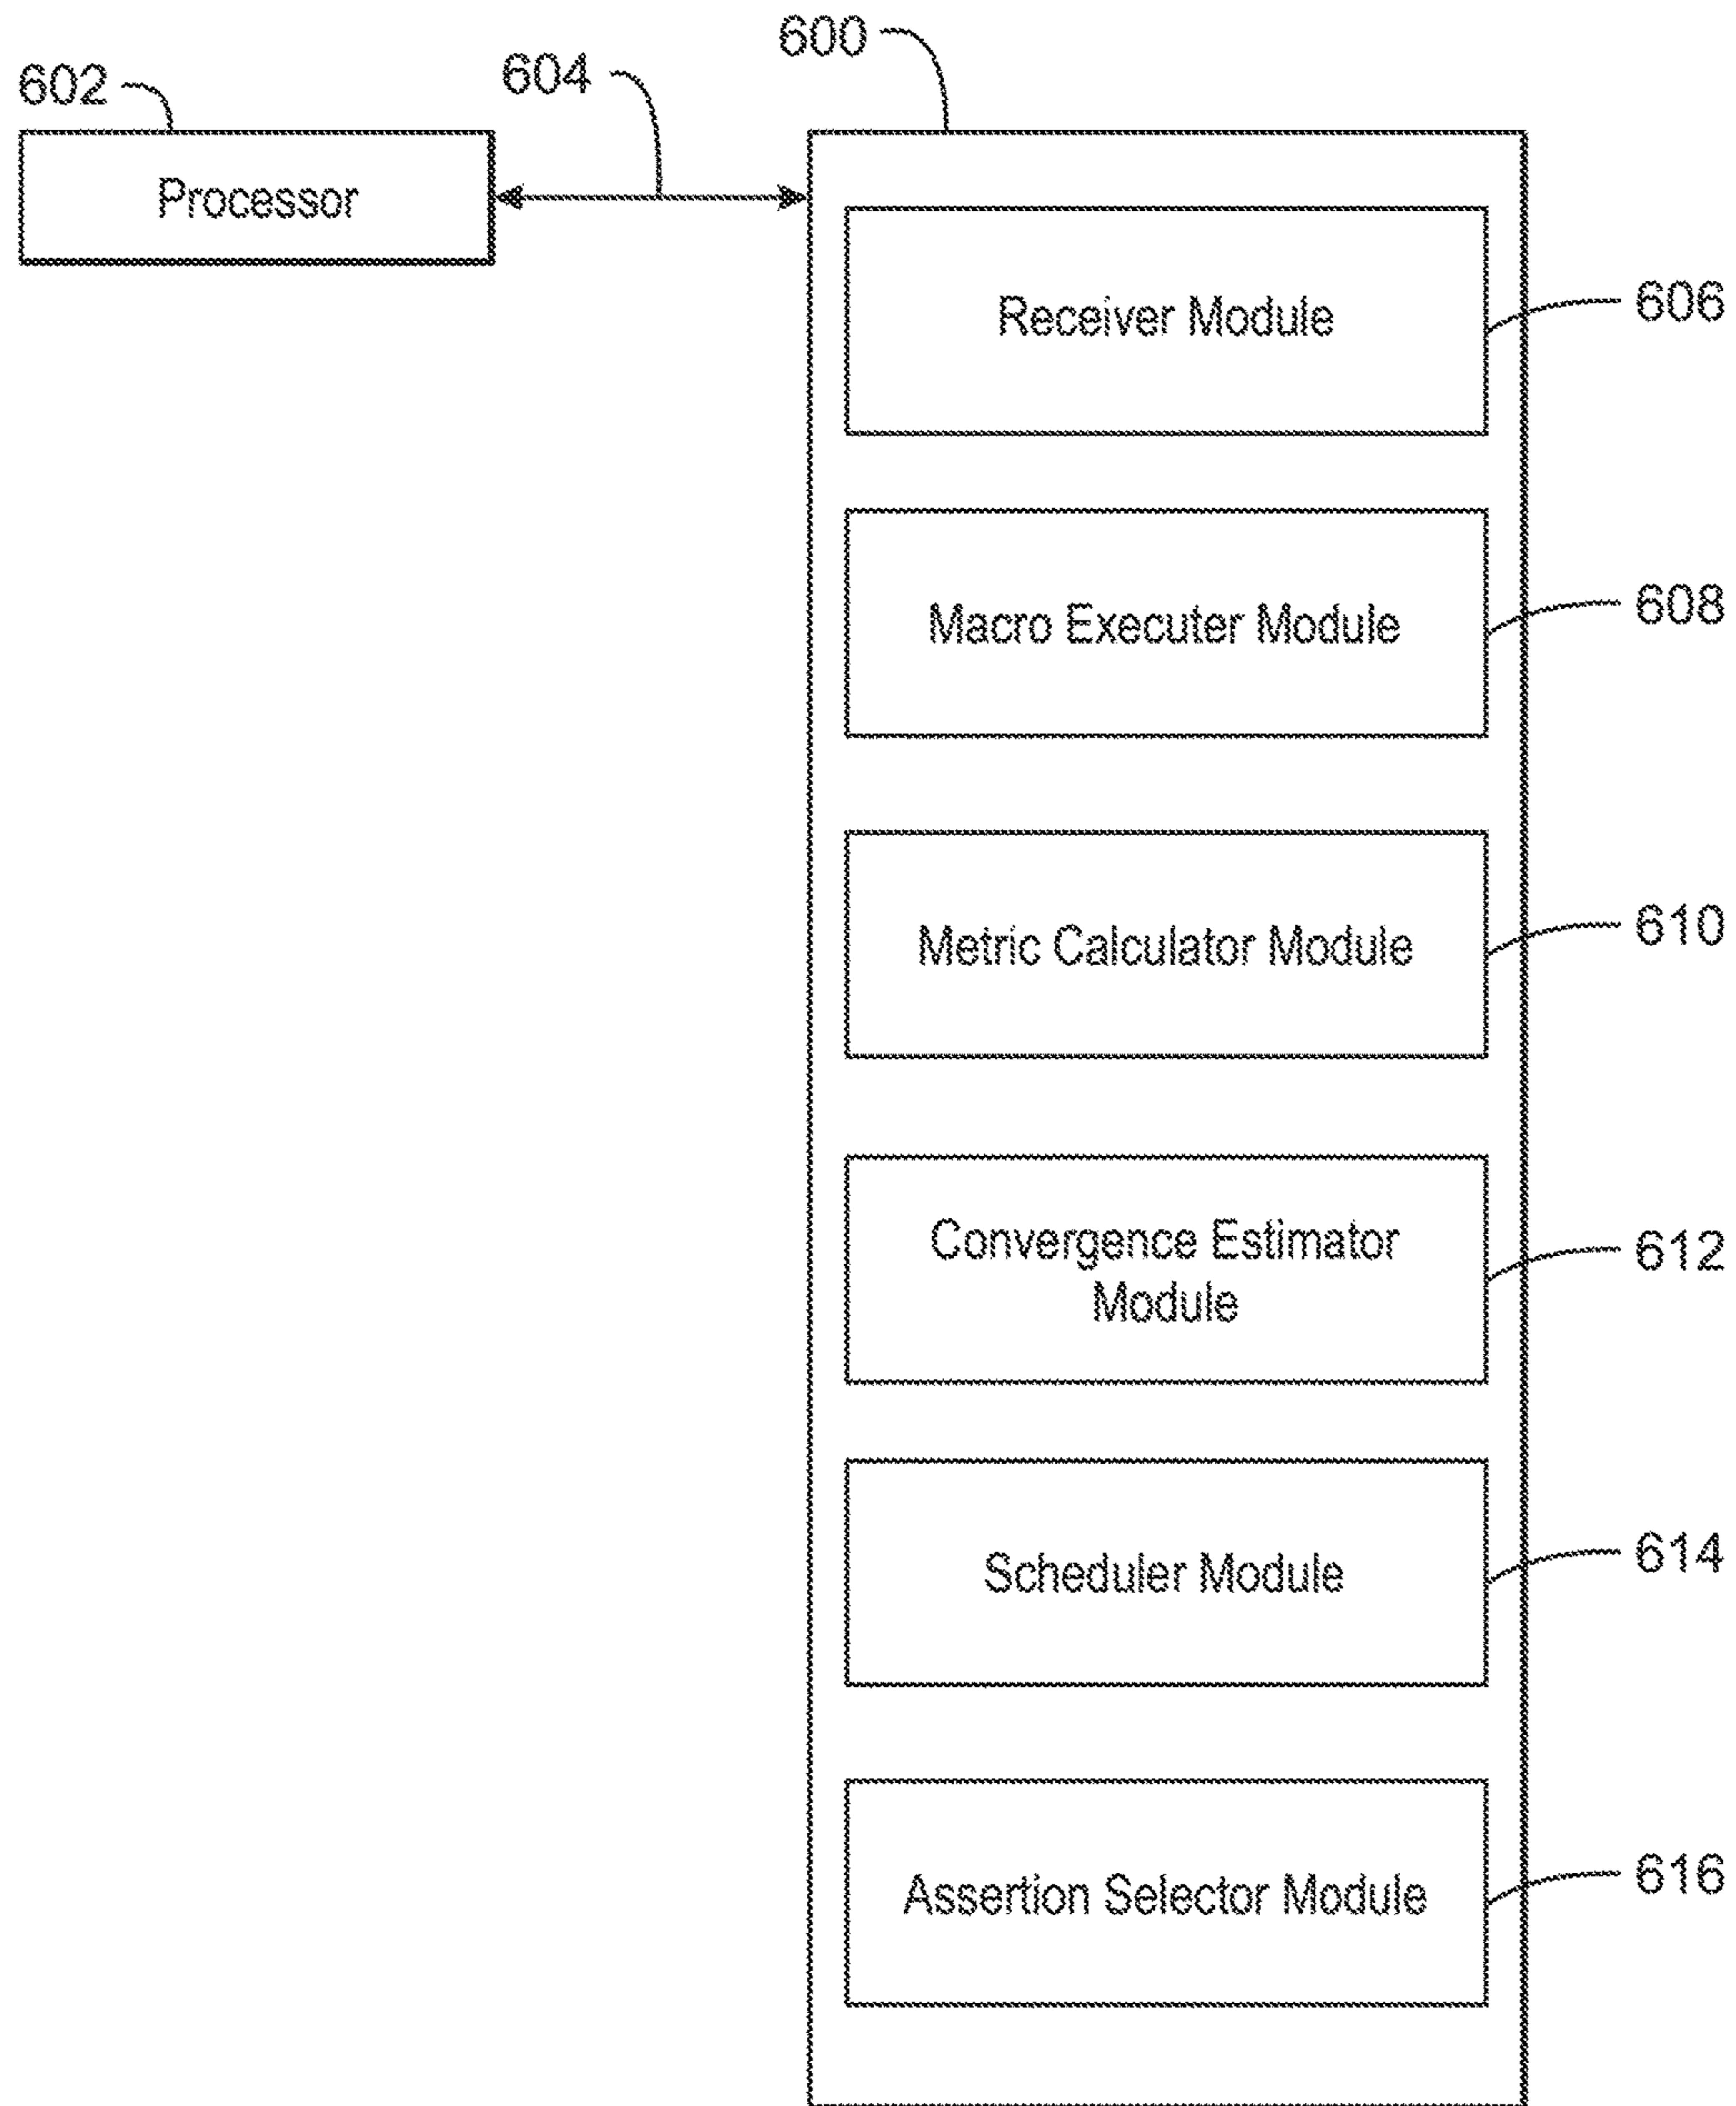 600
604
602
Processor
Receiver Module
606
Macro Executer Module
608
Metric Calculator Module
610
Convergence Estimator
Module
612
Scheduler Module
614
Assertion Selector Module
616